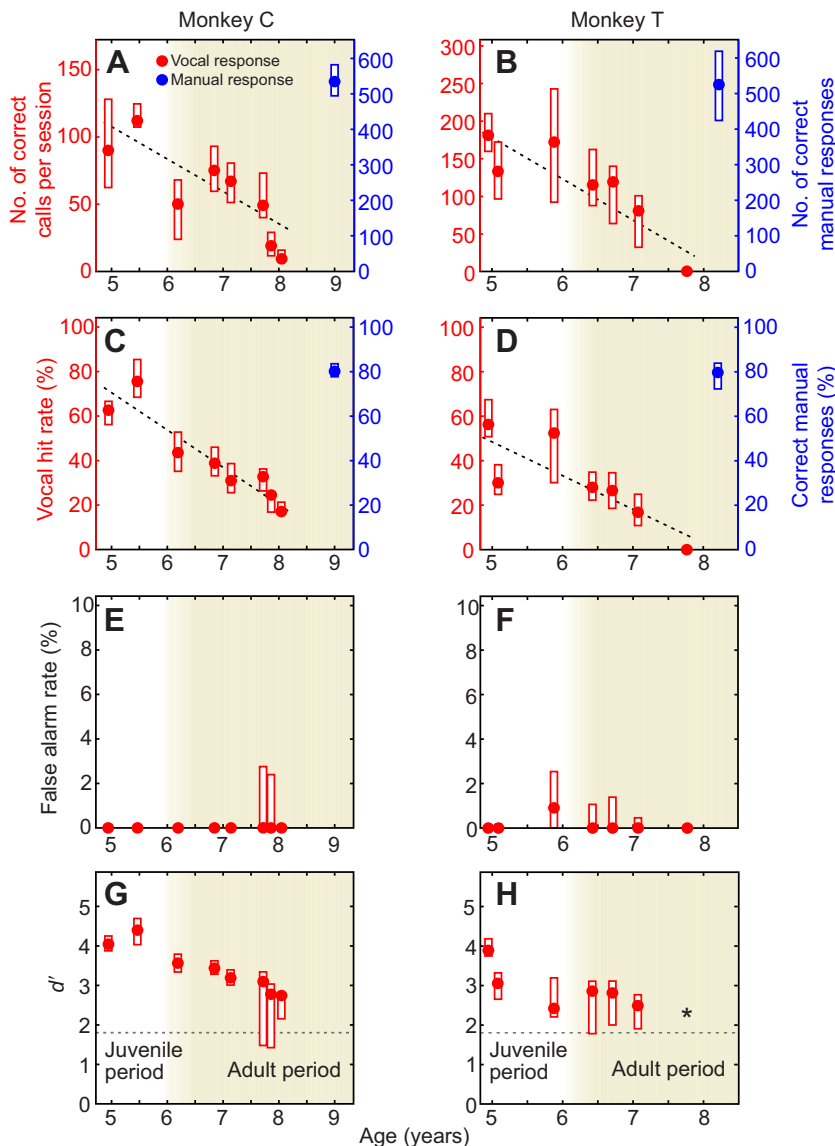 Monkey C
Monkey T
A
Vocal response
Manual response
No. of correct
calls per session
150
100
50
0
600
500
400
300
200
100
0
5 6 7 8 9
B
300
250
200
150
100
50
0
600
500
400
300
200
100
0
No. of correct
manual responses
5 6 7 8
C
Vocal hit rate (%)
100
80
60
40
20
0
100
80
60
40
20
0
5 6 7 8 9
D
100
80
60
40
20
0
100
80
60
40
20
0
Correct manual
responses (%)
5 6 7 8
E
False alarm rate (%)
10
8
6
4
2
0
5 6 7 8 9
F
10
8
6
4
2
0
5 6 7 8
G
d′
5
4
3
2
1
0
Juvenile
period
Adult period
5 6 7 8 9
H
5
4
3
2
1
0
*
Juvenile
period
Adult period
5 6 7 8
Age (years)